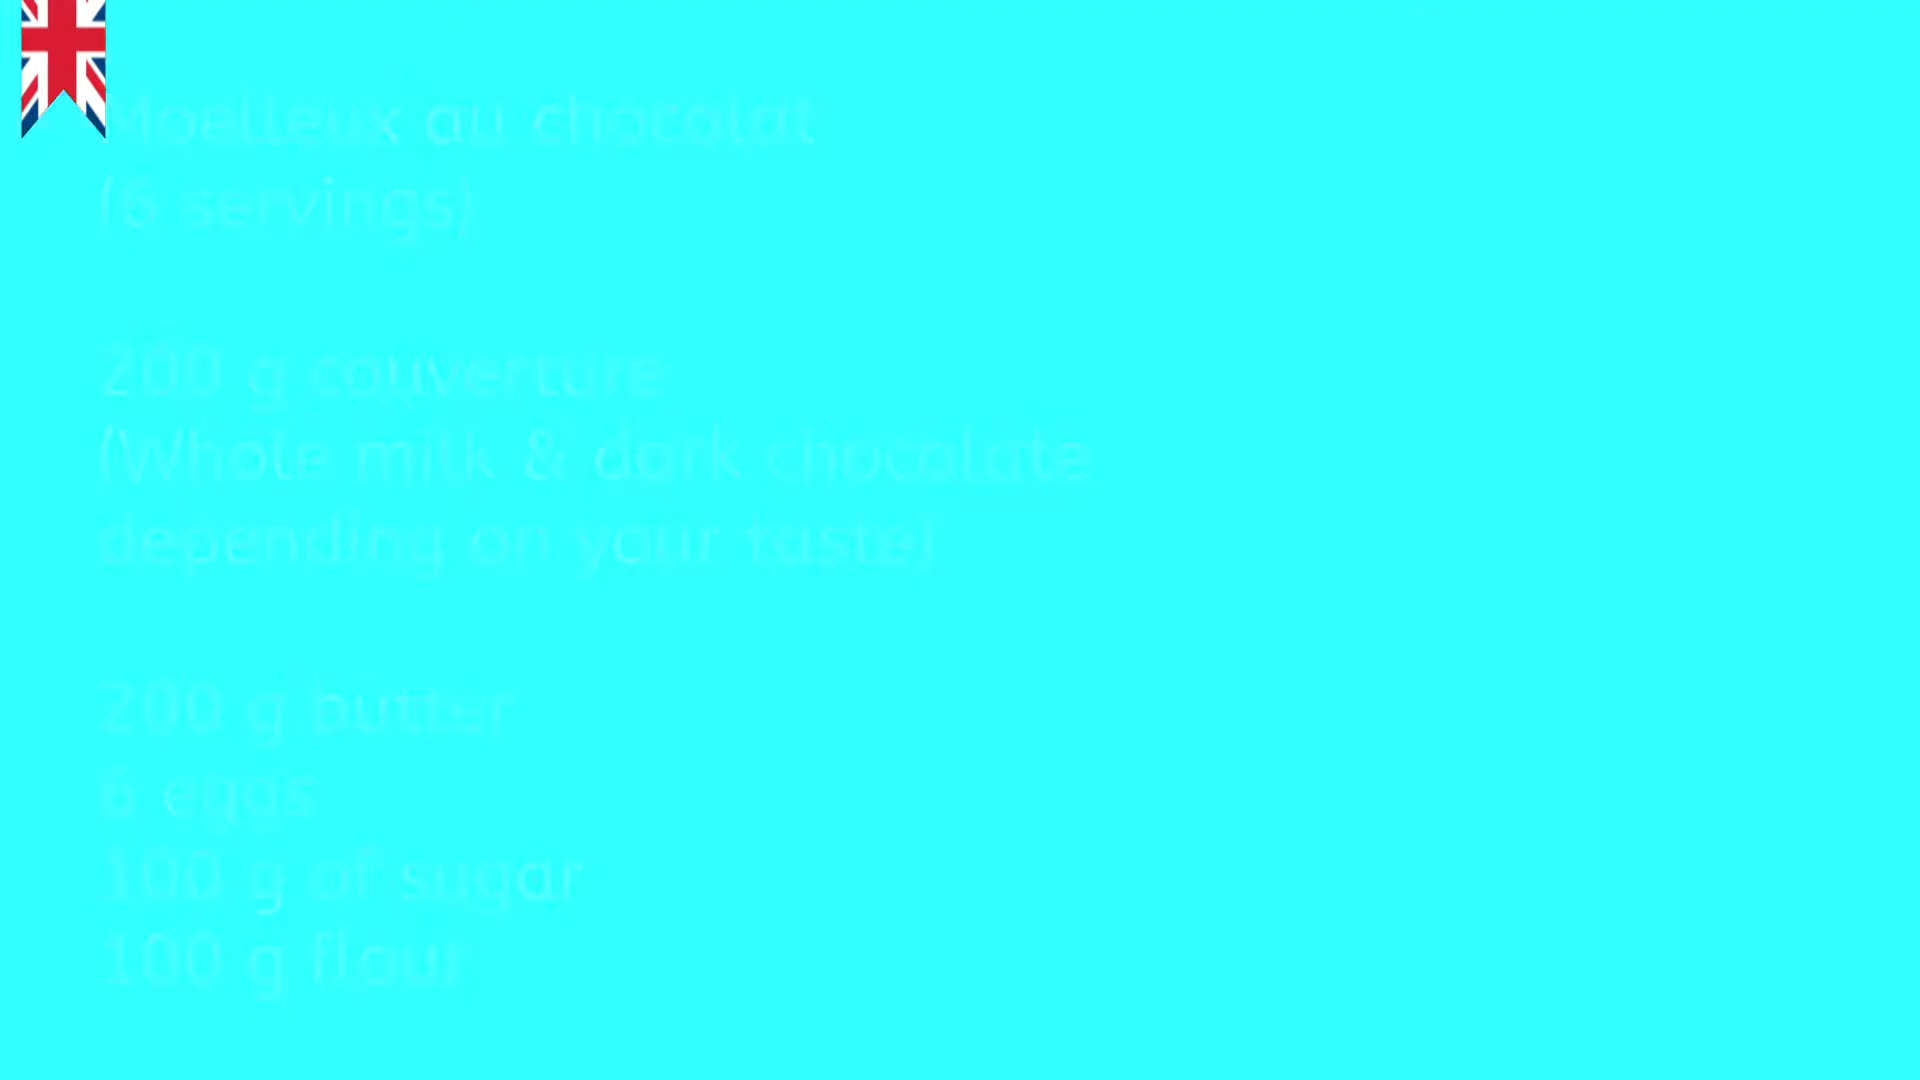 Moelleux au chocolat
(6 servings)
200 g couverture
(Whole milk & dark chocolate
depending on your taste)
200 g butter
6 eggs
100 g of sugar
100 g flour